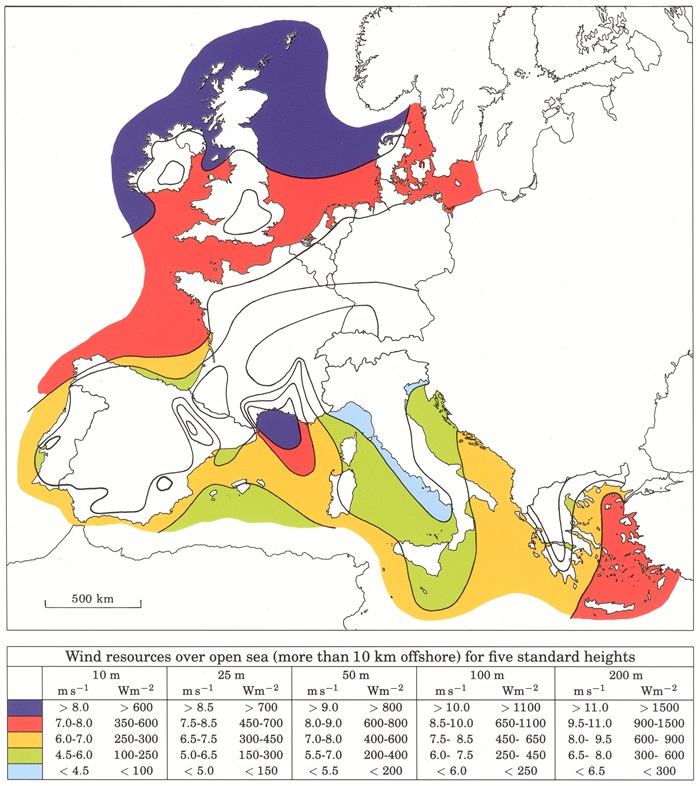 500 km
Wind resources over open sea (more than 10 km offshore) for five standard heights
10 m 25 m 50 m 100 m 200 m
m s⁻¹ Wm⁻² m s⁻¹ Wm⁻² m s⁻¹ Wm⁻² m s⁻¹ Wm⁻² m s⁻¹ Wm⁻²
> 8.0 > 600 > 8.5 > 700 > 9.0 > 800 > 10.0 > 1100 > 11.0 > 1500
7.0-8.0 350-600 7.5-8.5 450-700 8.0-9.0 600-800 8.5-10.0 650-1100 9.5-11.0 900-1500
6.0-7.0 250-300 6.5-7.5 300-450 7.0-8.0 400-600 7.5- 8.5 450- 650 8.0- 9.5 600- 900
4.5-6.0 100-250 5.0-6.5 150-300 5.5-7.0 200-400 6.0- 7.5 250- 450 6.5- 8.0 300- 600
< 4.5 < 100 < 5.0 < 150 < 5.5 < 200 < 6.0 < 250 < 6.5 < 300